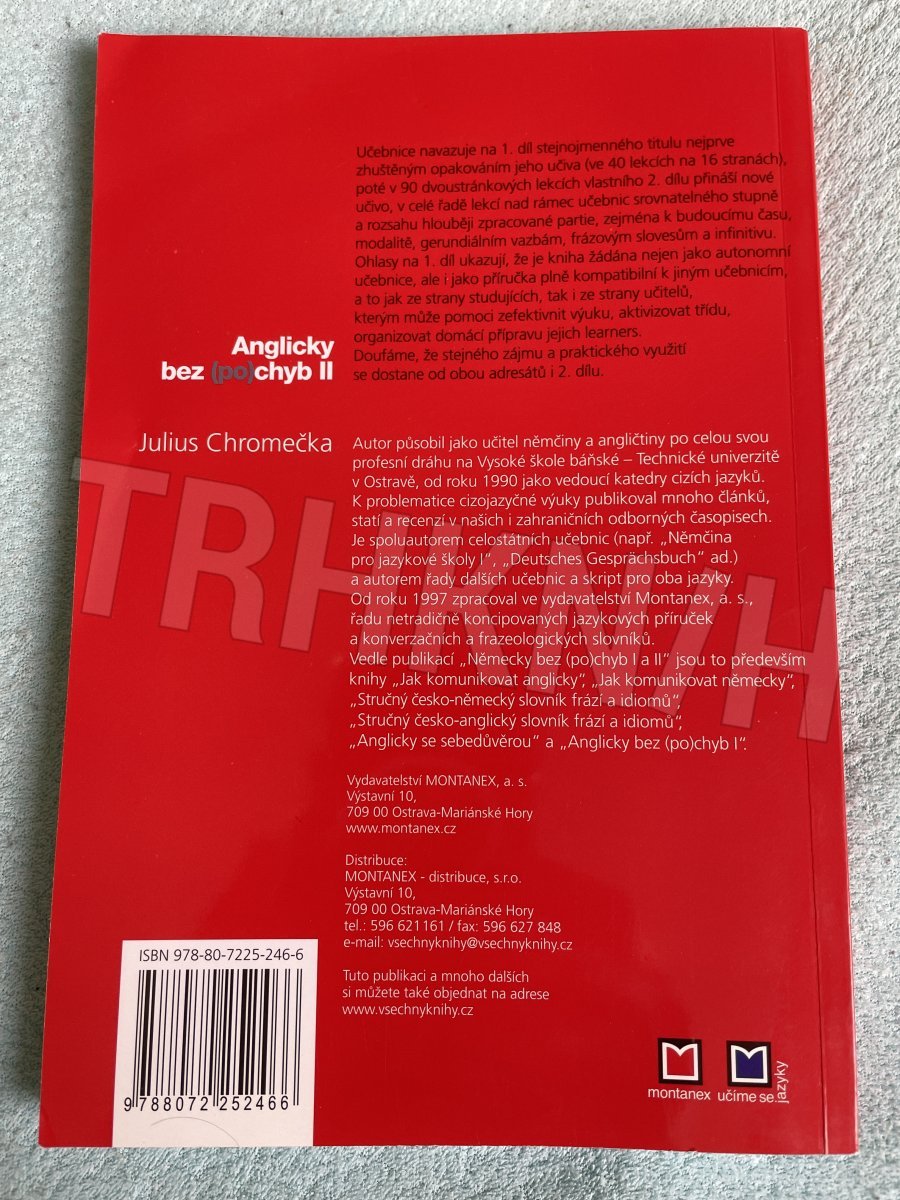 Učebnice navazuje na 1. díl stejnojmenného titulu nejprve
zhuštěným opakováním jeho učiva (ve 40 lekcích na 16 stranách),
poté v 90 dvoustránkových lekcích vlastního 2. dílu přináší nové
učivo, v celé řadě lekcí nad rámec učebnic srovnatelného stupně
a rozsahu hlouběji zpracované partie, zejména k budoucímu času,
modalitě, gerundiálním vazbám, frázovým slovesům a infinitivu.
Ohlasy na 1. díl ukazují, že je kniha žádána nejen jako autonomní
učebnice, ale i jako příručka plně kompatibilní k jiným učebnicím,
a to jak ze strany studujících, tak i ze strany učitelů,
kterým může pomoci zefektivnit výuku, aktivizovat třídu,
organizovat domácí přípravu jejich learners.
Doufáme, že stejného zájmu a praktického využití
se dostane od obou adresátů i 2. dílu.
Anglicky
bez (po)chyb II
Julius Chromečka
Autor působil jako učitel němčiny a angličtiny po celou svou
profesní dráhu na Vysoké škole báňské – Technické univerzitě
v Ostravě, od roku 1990 jako vedoucí katedry cizích jazyků.
K problematice cizojazyčné výuky publikoval mnoho článků,
statí a recenzí v našich i zahraničních odborných časopisech.
Je spoluautorem celostátních učebnic (např. „Němčina
pro jazykové školy I“, „Deutsches Gesprächsbuch“ ad.)
a autorem řady dalších učebnic a skript pro oba jazyky.
Od roku 1997 zpracoval ve vydavatelství Montanex, a. s.,
řadu netradičně koncipovaných jazykových příruček
a konverzačních a frazeologických slovníků.
Vedle publikací „Německy bez (po)chyb I a II“ jsou to především
knihy „Jak komunikovat anglicky“, „Jak komunikovat německy“,
„Stručný česko-německý slovník frází a idiomů“,
„Stručný česko-anglický slovník frází a idiomů“,
„Anglicky se sebedůvěrou“ a „Anglicky bez (po)chyb I“.
Vydavatelství MONTANEX, a. s.
Výstavní 10,
709 00 Ostrava-Mariánské Hory
www.montanex.cz
Distribuce:
MONTANEX - distribuce, s.r.o.
Výstavní 10,
709 00 Ostrava-Mariánské Hory
tel.: 596 621161 / fax: 596 627 848
e-mail: vsechnyknihy@vsechnyknihy.cz
Tuto publikaci a mnoho dalších
si můžete také objednat na adrese
www.vsechnyknihy.cz
ISBN 978-80-7225-246-6
9 788072 252466
montanex
učíme se jazyky
TRHKNIH